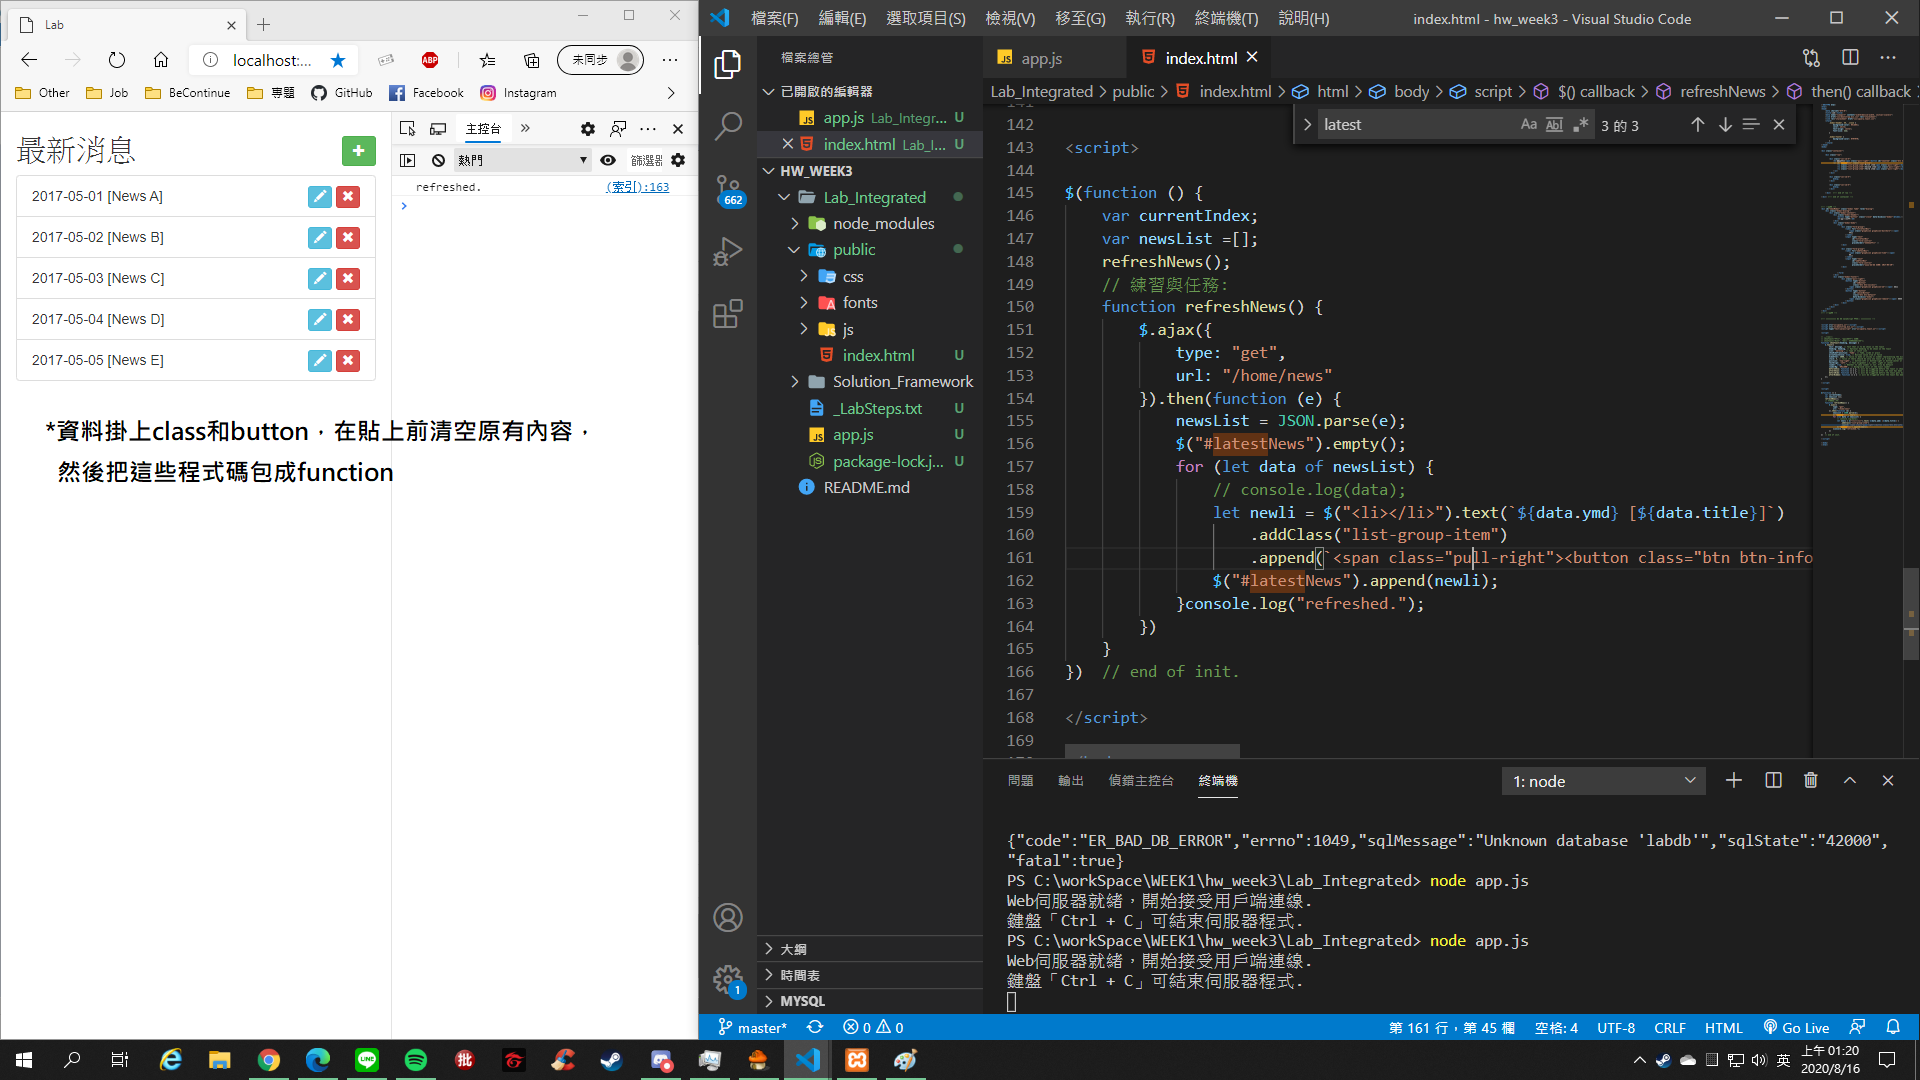 Lab
localhost:...
ABP
未同步
Other
Job
BeContinue
專題
GitHub
Facebook
Instagram
最新消息
2017-05-01 [News A]
2017-05-02 [News B]
2017-05-03 [News C]
2017-05-04 [News D]
2017-05-05 [News E]
主控台
熱門
篩選器
refreshed.
(索引):163
*資料掛上class和button，在貼上前清空原有內容，
然後把這些程式碼包成function
檔案(F) 編輯(E) 選取項目(S) 檢視(V) 移至(G) 執行(R) 終端機(T) 說明(H)
index.html - hw_week3 - Visual Studio Code
檔案總管
已開啟的編輯器
app.js Lab_Integr... U
index.html Lab_I... U
HW_WEEK3
Lab_Integrated
node_modules
public
css
fonts
js
index.html U
Solution_Framework
_LabSteps.txt U
app.js U
package-lock.j... U
README.md
大綱
時間表
MYSQL
662
1
app.js
index.html
Lab_Integrated > public > index.html > html > body > script > $() callback > refreshNews > then() callback
latest
Aa Abl
3 的 3
141
142
143 <script>
144
145 $(function () {
146 var currentIndex;
147 var newsList =[];
148 refreshNews();
149 // 練習與任務:
150 function refreshNews() {
151 $.ajax({
152 type: "get",
153 url: "/home/news"
154 }).then(function (e) {
155 newsList = JSON.parse(e);
156 $("#latestNews").empty();
157 for (let data of newsList) {
158 // console.log(data);
159 let newli = $("<li></li>").text(`${data.ymd} [${data.title}]`)
160 .addClass("list-group-item")
161 .append(`<span class="pull-right"><button class="btn btn-info
162 $("#latestNews").append(newli);
163 }console.log("refreshed.");
164 })
165 }
166 }) // end of init.
167
168 </script>
169
問題 輸出 偵錯主控台 終端機
1: node
{"code":"ER_BAD_DB_ERROR","errno":1049,"sqlMessage":"Unknown database 'labdb'","sqlState":"42000",
"fatal":true}
PS C:\workSpace\WEEK1\hw_week3\Lab_Integrated> node app.js
Web伺服器就緒，開始接受用戶端連線.
鍵盤「Ctrl + C」可結束伺服器程式.
PS C:\workSpace\WEEK1\hw_week3\Lab_Integrated> node app.js
Web伺服器就緒，開始接受用戶端連線.
鍵盤「Ctrl + C」可結束伺服器程式.
master*
0 0
第 161 行，第 45 欄
空格: 4
UTF-8
CRLF
HTML
Go Live
LINE
批
英
上午 01:20
2020/8/16